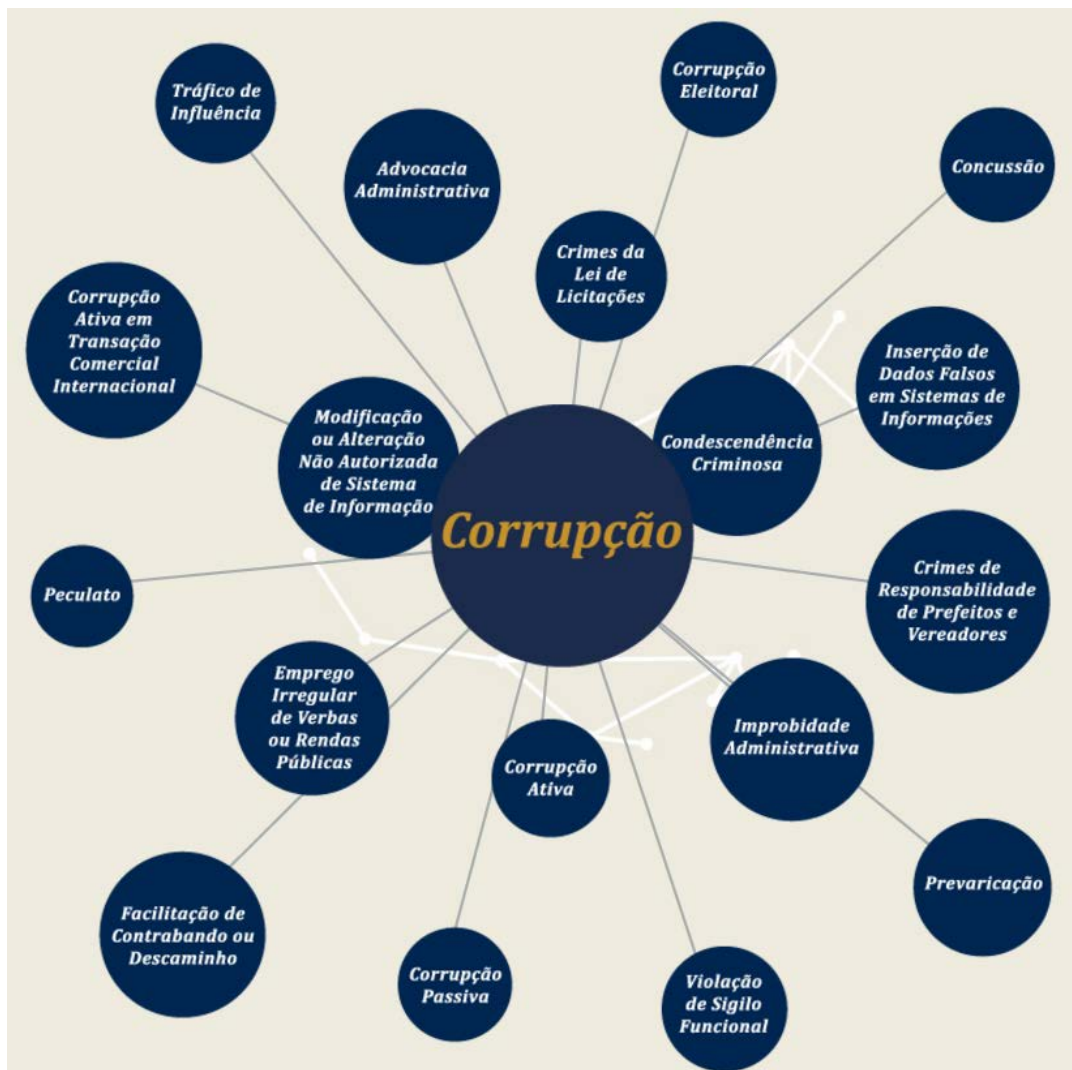 Tráfico de
Influência
Corrupção
Eleitoral
Advocacia
Administrativa
Concussão
Crimes da
Lei de
Licitações
Corrupção
Ativa em
Transação
Comercial
Internacional
Inserção de
Dados Falsos
em Sistemas de
Informações
Modificação
ou Alteração
Não Autorizada
de Sistema
de Informação
Condescendência
Criminosa
Corrupção
Peculato
Crimes de
Responsabilidade
de Prefeitos e
Vereadores
Emprego
Irregular
de Verbas
ou Rendas
Públicas
Corrupção
Ativa
Improbidade
Administrativa
Prevaricação
Facilitação de
Contrabando ou
Descaminho
Corrupção
Passiva
Violação
de Sigilo
Funcional